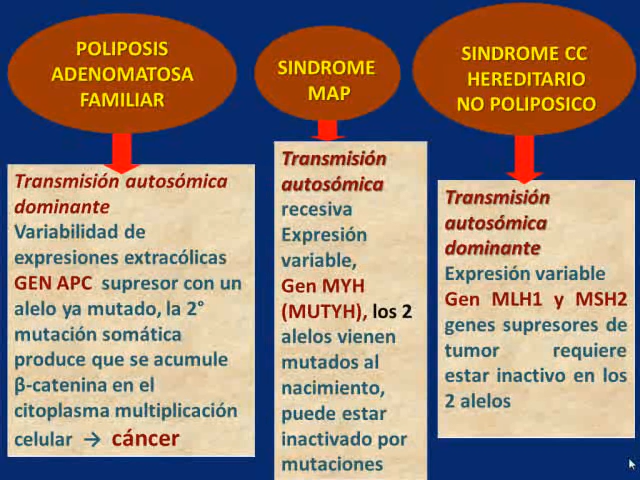 POLIPOSIS
ADENOMATOSA
FAMILIAR
Transmisión autosómica
dominante
Variabilidad de
expresiones extracólicas
GEN APC supresor con un
alelo ya mutado, la 2°
mutación somática
produce que se acumule
β-catenina en el
citoplasma multiplicación
celular → cáncer
SINDROME
MAP
Transmisión
autosómica
recesiva
Expresión
variable,
Gen MYH
(MUTYH), los 2
alelos vienen
mutados al
nacimiento,
puede estar
inactivado por
mutaciones
SINDROME CC
HEREDITARIO
NO POLIPOSICO
Transmisión
autosómica
dominante
Expresión variable
Gen MLH1 y MSH2
genes supresores de
tumor requiere
estar inactivo en los
2 alelos